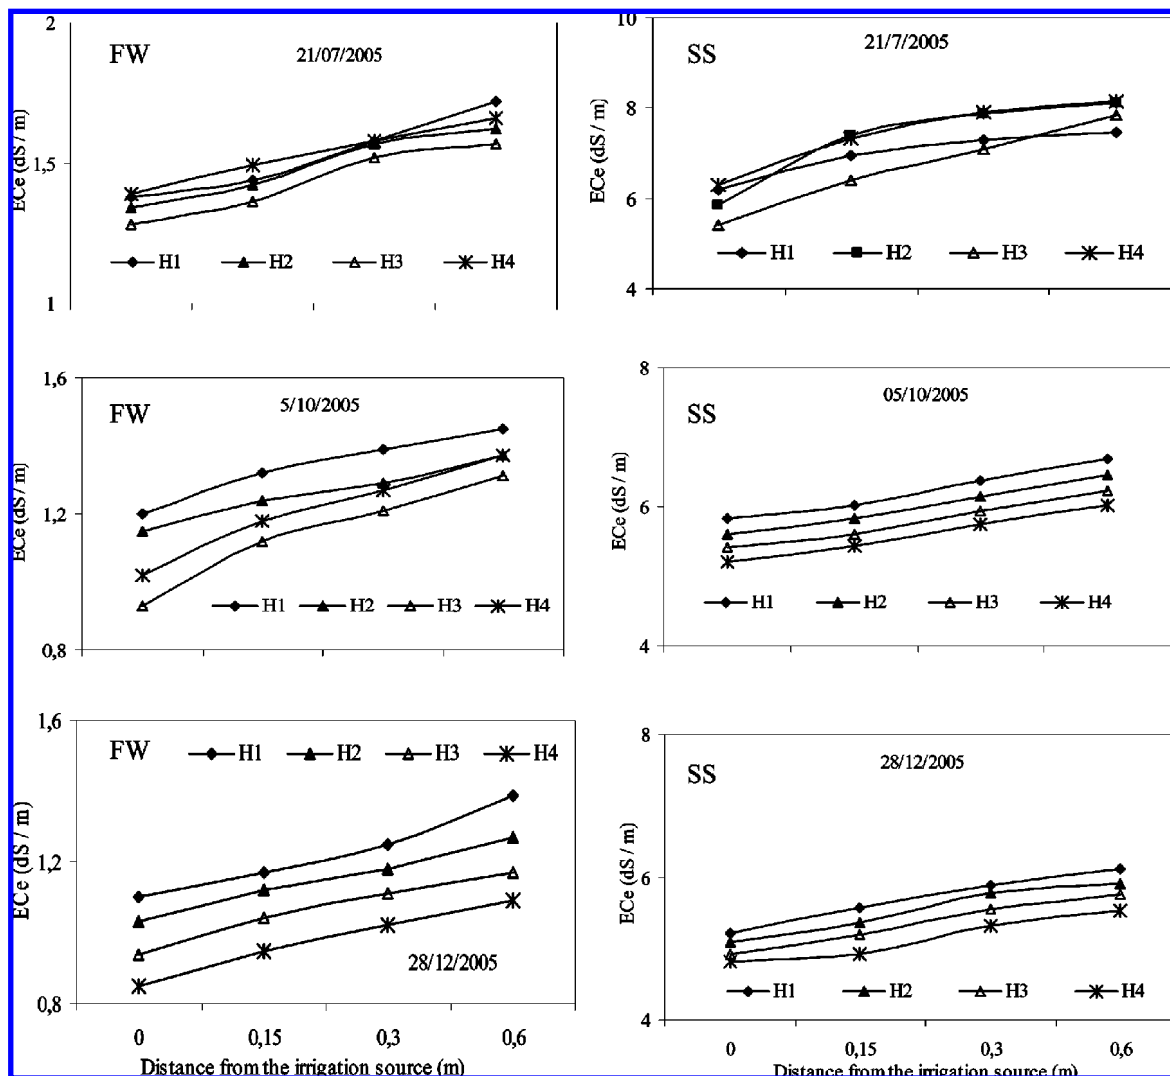 FW
21/07/2005
2
1,5
1
ECe (dS / m)
H1 H2 H3 H4
SS
21/7/2005
10
8
6
4
ECe (dS / m)
H1 H2 H3 H4
FW
5/10/2005
1,6
1,2
0,8
ECe (dS / m)
H1 H2 H3 H4
SS
05/10/2005
8
6
4
ECe (dS / m)
H1 H2 H3 H4
FW
H1 H2 H3 H4
1,6
1,2
0,8
ECe (dS / m)
28/12/2005
0 0,15 0,3 0,6
Distance from the irrigation source (m)
SS
28/12/2005
8
6
4
ECe (dS / m)
H1 H2 H3 H4
0 0,15 0,3 0,6
Distance from the irrigation source (m)